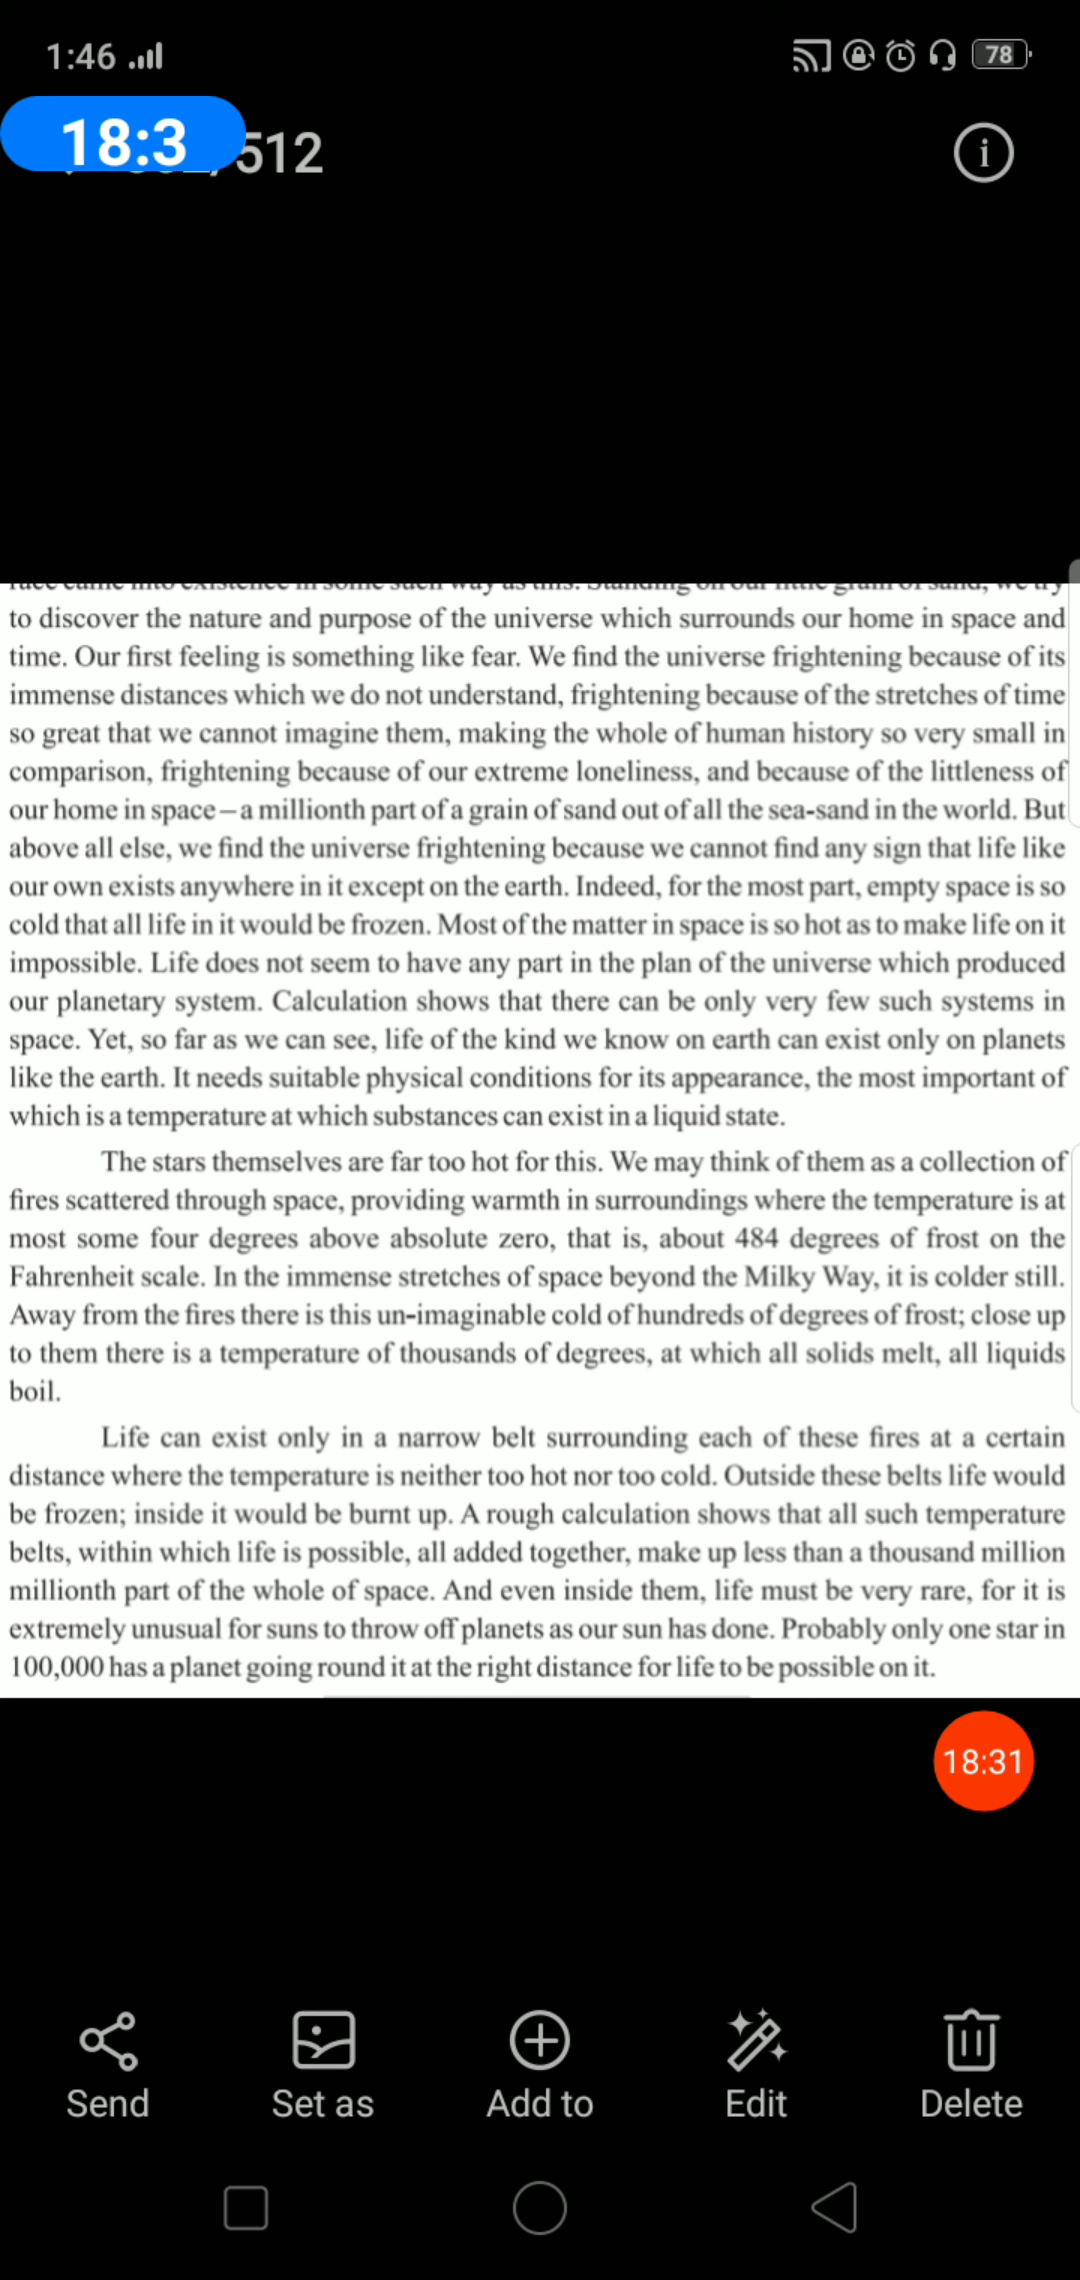 1:46
78
18:3
512
i
race came into existence in some such way as this. Standing on our little grain of sand, we try
to discover the nature and purpose of the universe which surrounds our home in space and
time. Our first feeling is something like fear. We find the universe frightening because of its
immense distances which we do not understand, frightening because of the stretches of time
so great that we cannot imagine them, making the whole of human history so very small in
comparison, frightening because of our extreme loneliness, and because of the littleness of
our home in space—a millionth part of a grain of sand out of all the sea-sand in the world. But
above all else, we find the universe frightening because we cannot find any sign that life like
our own exists anywhere in it except on the earth. Indeed, for the most part, empty space is so
cold that all life in it would be frozen. Most of the matter in space is so hot as to make life on it
impossible. Life does not seem to have any part in the plan of the universe which produced
our planetary system. Calculation shows that there can be only very few such systems in
space. Yet, so far as we can see, life of the kind we know on earth can exist only on planets
like the earth. It needs suitable physical conditions for its appearance, the most important of
which is a temperature at which substances can exist in a liquid state.
The stars themselves are far too hot for this. We may think of them as a collection of
fires scattered through space, providing warmth in surroundings where the temperature is at
most some four degrees above absolute zero, that is, about 484 degrees of frost on the
Fahrenheit scale. In the immense stretches of space beyond the Milky Way, it is colder still.
Away from the fires there is this un-imaginable cold of hundreds of degrees of frost; close up
to them there is a temperature of thousands of degrees, at which all solids melt, all liquids
boil.
Life can exist only in a narrow belt surrounding each of these fires at a certain
distance where the temperature is neither too hot nor too cold. Outside these belts life would
be frozen; inside it would be burnt up. A rough calculation shows that all such temperature
belts, within which life is possible, all added together, make up less than a thousand million
millionth part of the whole of space. And even inside them, life must be very rare, for it is
extremely unusual for suns to throw off planets as our sun has done. Probably only one star in
100,000 has a planet going round it at the right distance for life to be possible on it.
18:31
Send Set as Add to Edit Delete